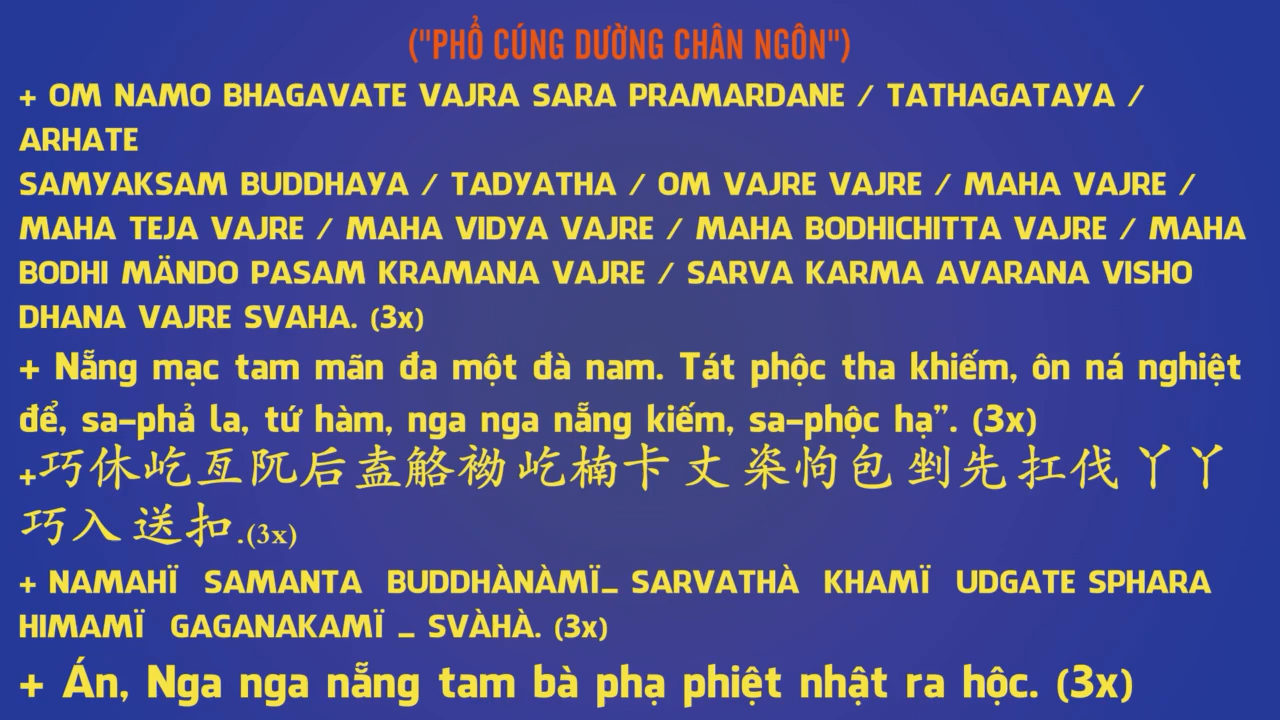 ("PHỔ CÚNG DƯỜNG CHÂN NGÔN")
+ OM NAMO BHAGAVATE VAJRA SARA PRAMARDANE / TATHAGATAYA /
ARHATE
SAMYAKSAM BUDDHAYA / TADYATHA / OM VAJRE VAJRE / MAHA VAJRE /
MAHA TEJA VAJRE / MAHA VIDYA VAJRE / MAHA BODHICHITTA VAJRE / MAHA
BODHI MÄNDO PASAM KRAMANA VAJRE / SARVA KARMA AVARANA VISHO
DHANA VAJRE SVAHA. (3x)
+ Nẵng mạc tam mãn đa một đà nam. Tát phộc tha khiếm, ôn ná nghiệt
để, sa-phả la, tứ hàm, nga nga nẵng kiếm, sa-phộc hạ”. (3x)
+巧休屹亙阢后盍觡袎屹楠卡丈楶怐包剉先扛伐丫丫
巧入送扣.(3x)
+ NAMAHÏ SAMANTA BUDDHÀNÀMÏ_ SARVATHÀ KHAMÏ UDGATE SPHARA
HIMAMÏ GAGANAKAMÏ _ SVÀHÀ. (3x)
+ Án, Nga nga nẵng tam bà phạ phiệt nhật ra hộc. (3x)